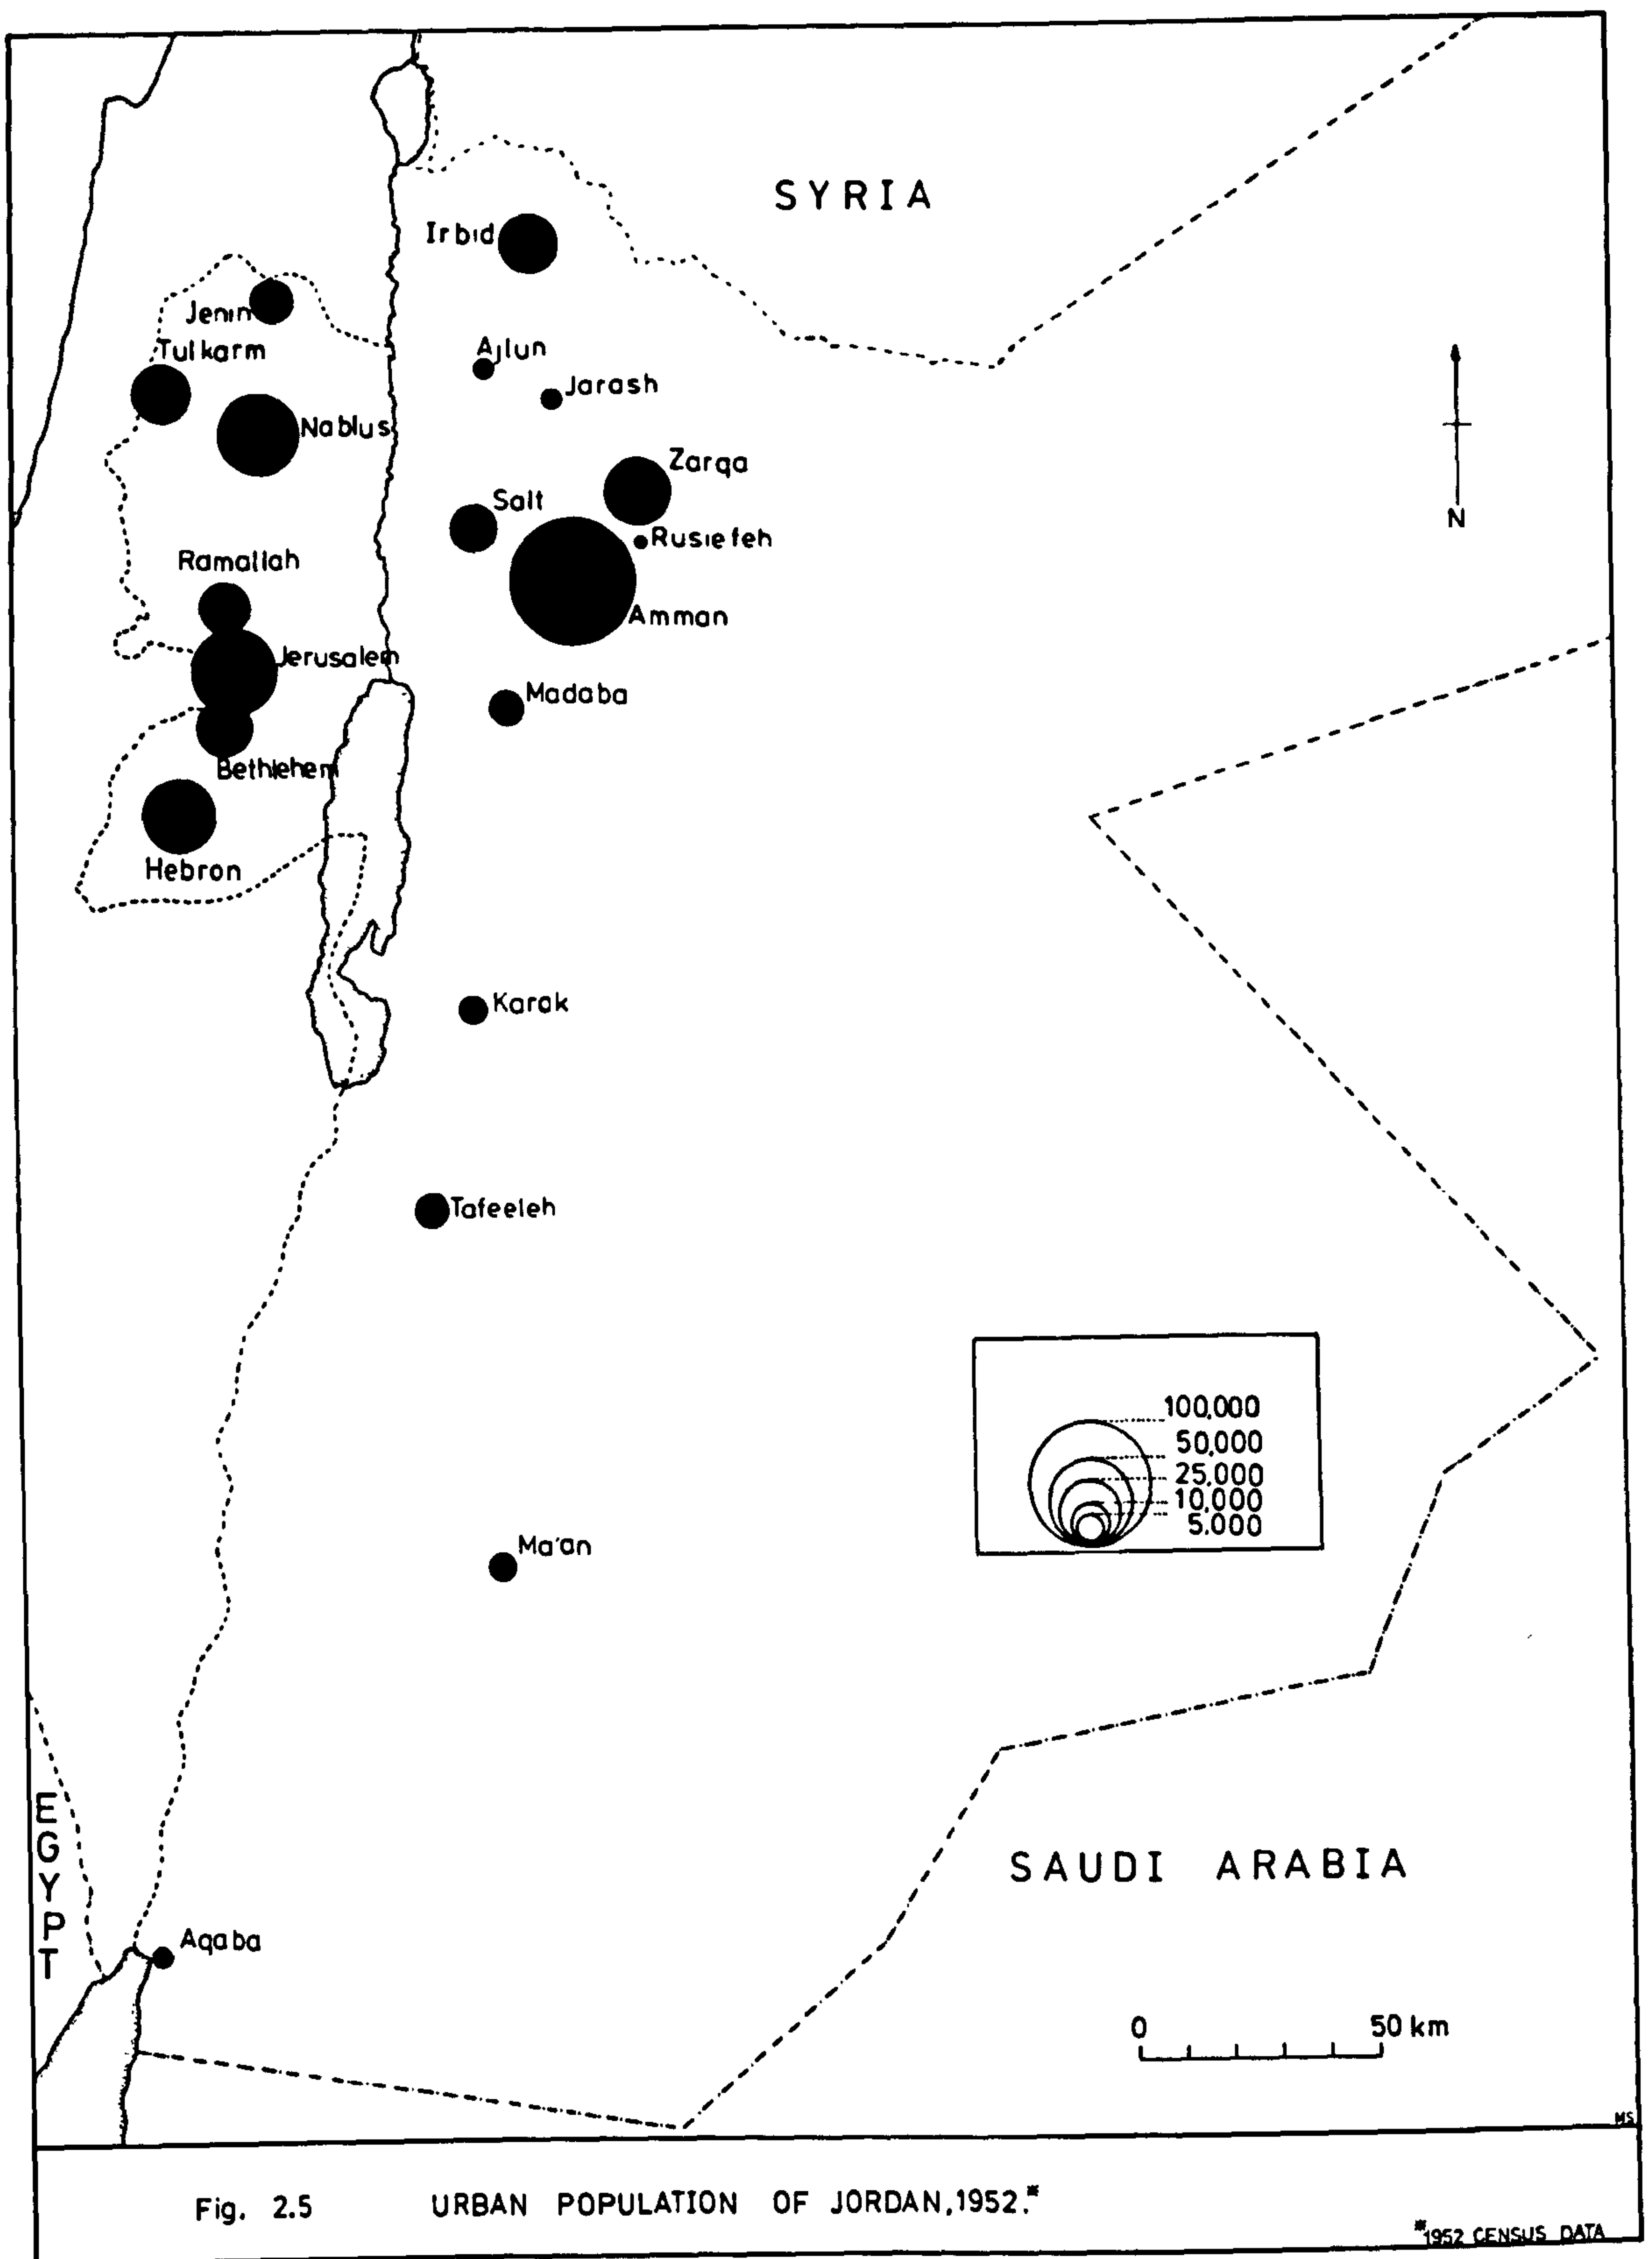 SYRIA
Irbid
Jenin
Tulkarm
Ajlun
Jarash
Nablus
Zarqa
Salt
N
Rusiefeh
Ramallah
Amman
Jerusalem
Madaba
Bethlehem
Hebron
Karak
Tafeeleh
100,000
50,000
25,000
10,000
5,000
Ma'an
EGYPT
SAUDI ARABIA
Aqaba
0 50 km
MS
Fig. 2.5 URBAN POPULATION OF JORDAN, 1952.*
*1952 CENSUS DATA